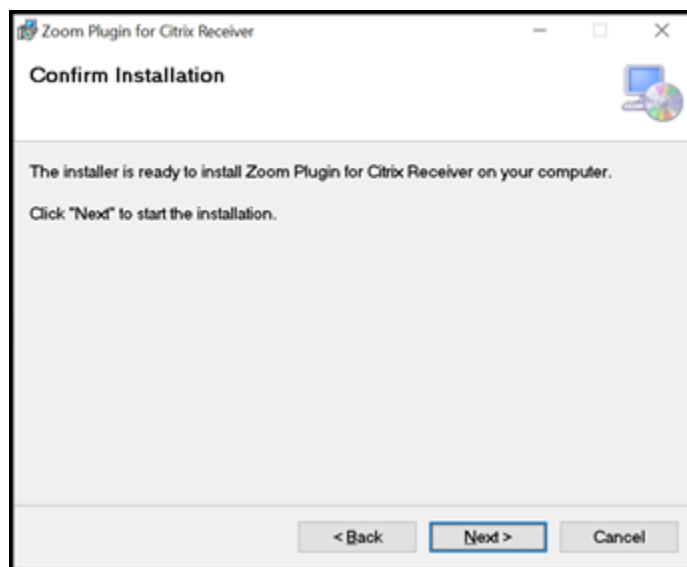 Zoom Plugin for Citrix Receiver
Confirm Installation
The installer is ready to install Zoom Plugin for Citrix Receiver on your computer.
Click "Next" to start the installation.
< Back
Next >
Cancel